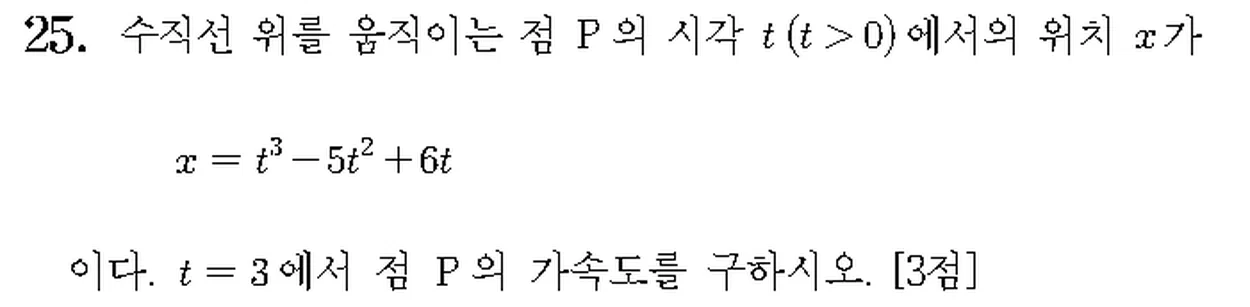 25. 수직선 위를 움직이는 점 P의 시각 t(t>0)에서의 위치 x가
x = t³-5t²+6t
이다. t=3에서 점 P의 가속도를 구하시오. [3점]